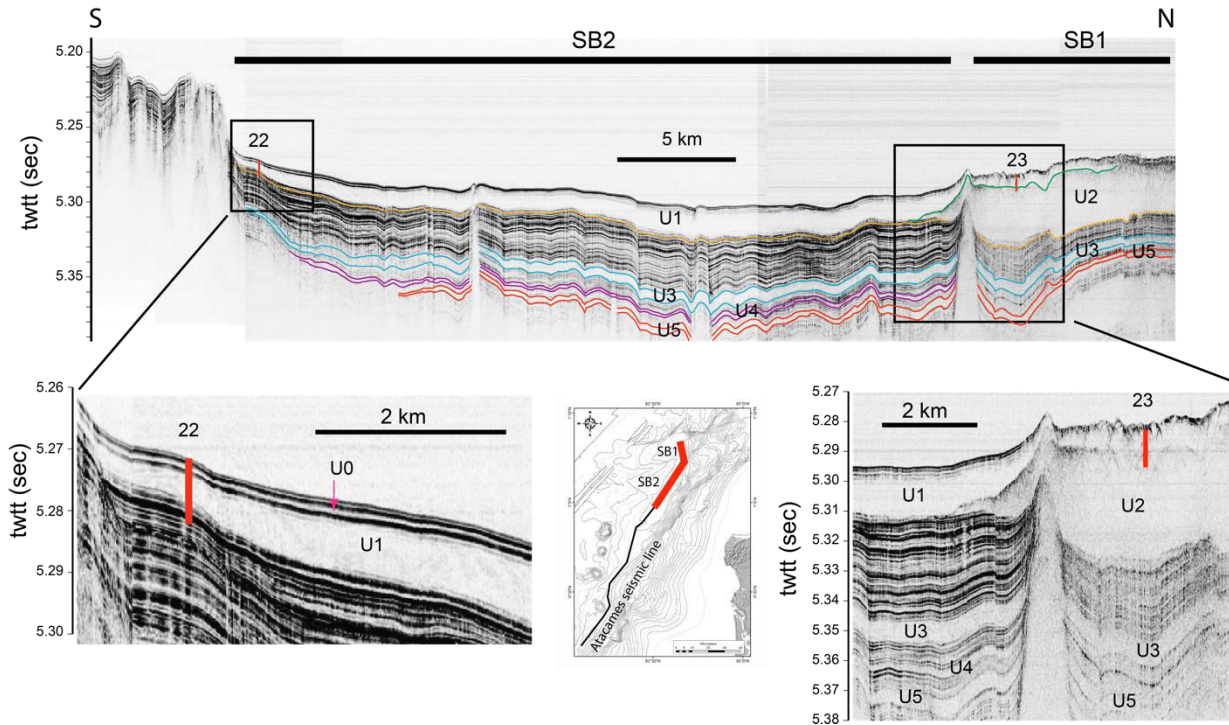 S
N
SB2
SB1
5.20
5.25
5.30
5.35
twtt (sec)
22
5 km
23
U1
U2
U3
U4
U5
U3
U5
5.26
5.27
5.28
5.29
5.30
twtt (sec)
22
2 km
U0
U1
SB1
SB2
Atacames seismic line
5.27
5.28
5.29
5.30
5.31
5.32
5.33
5.34
5.35
5.36
5.37
5.38
twtt (sec)
2 km
23
U1
U2
U3
U4
U5
U3
U5